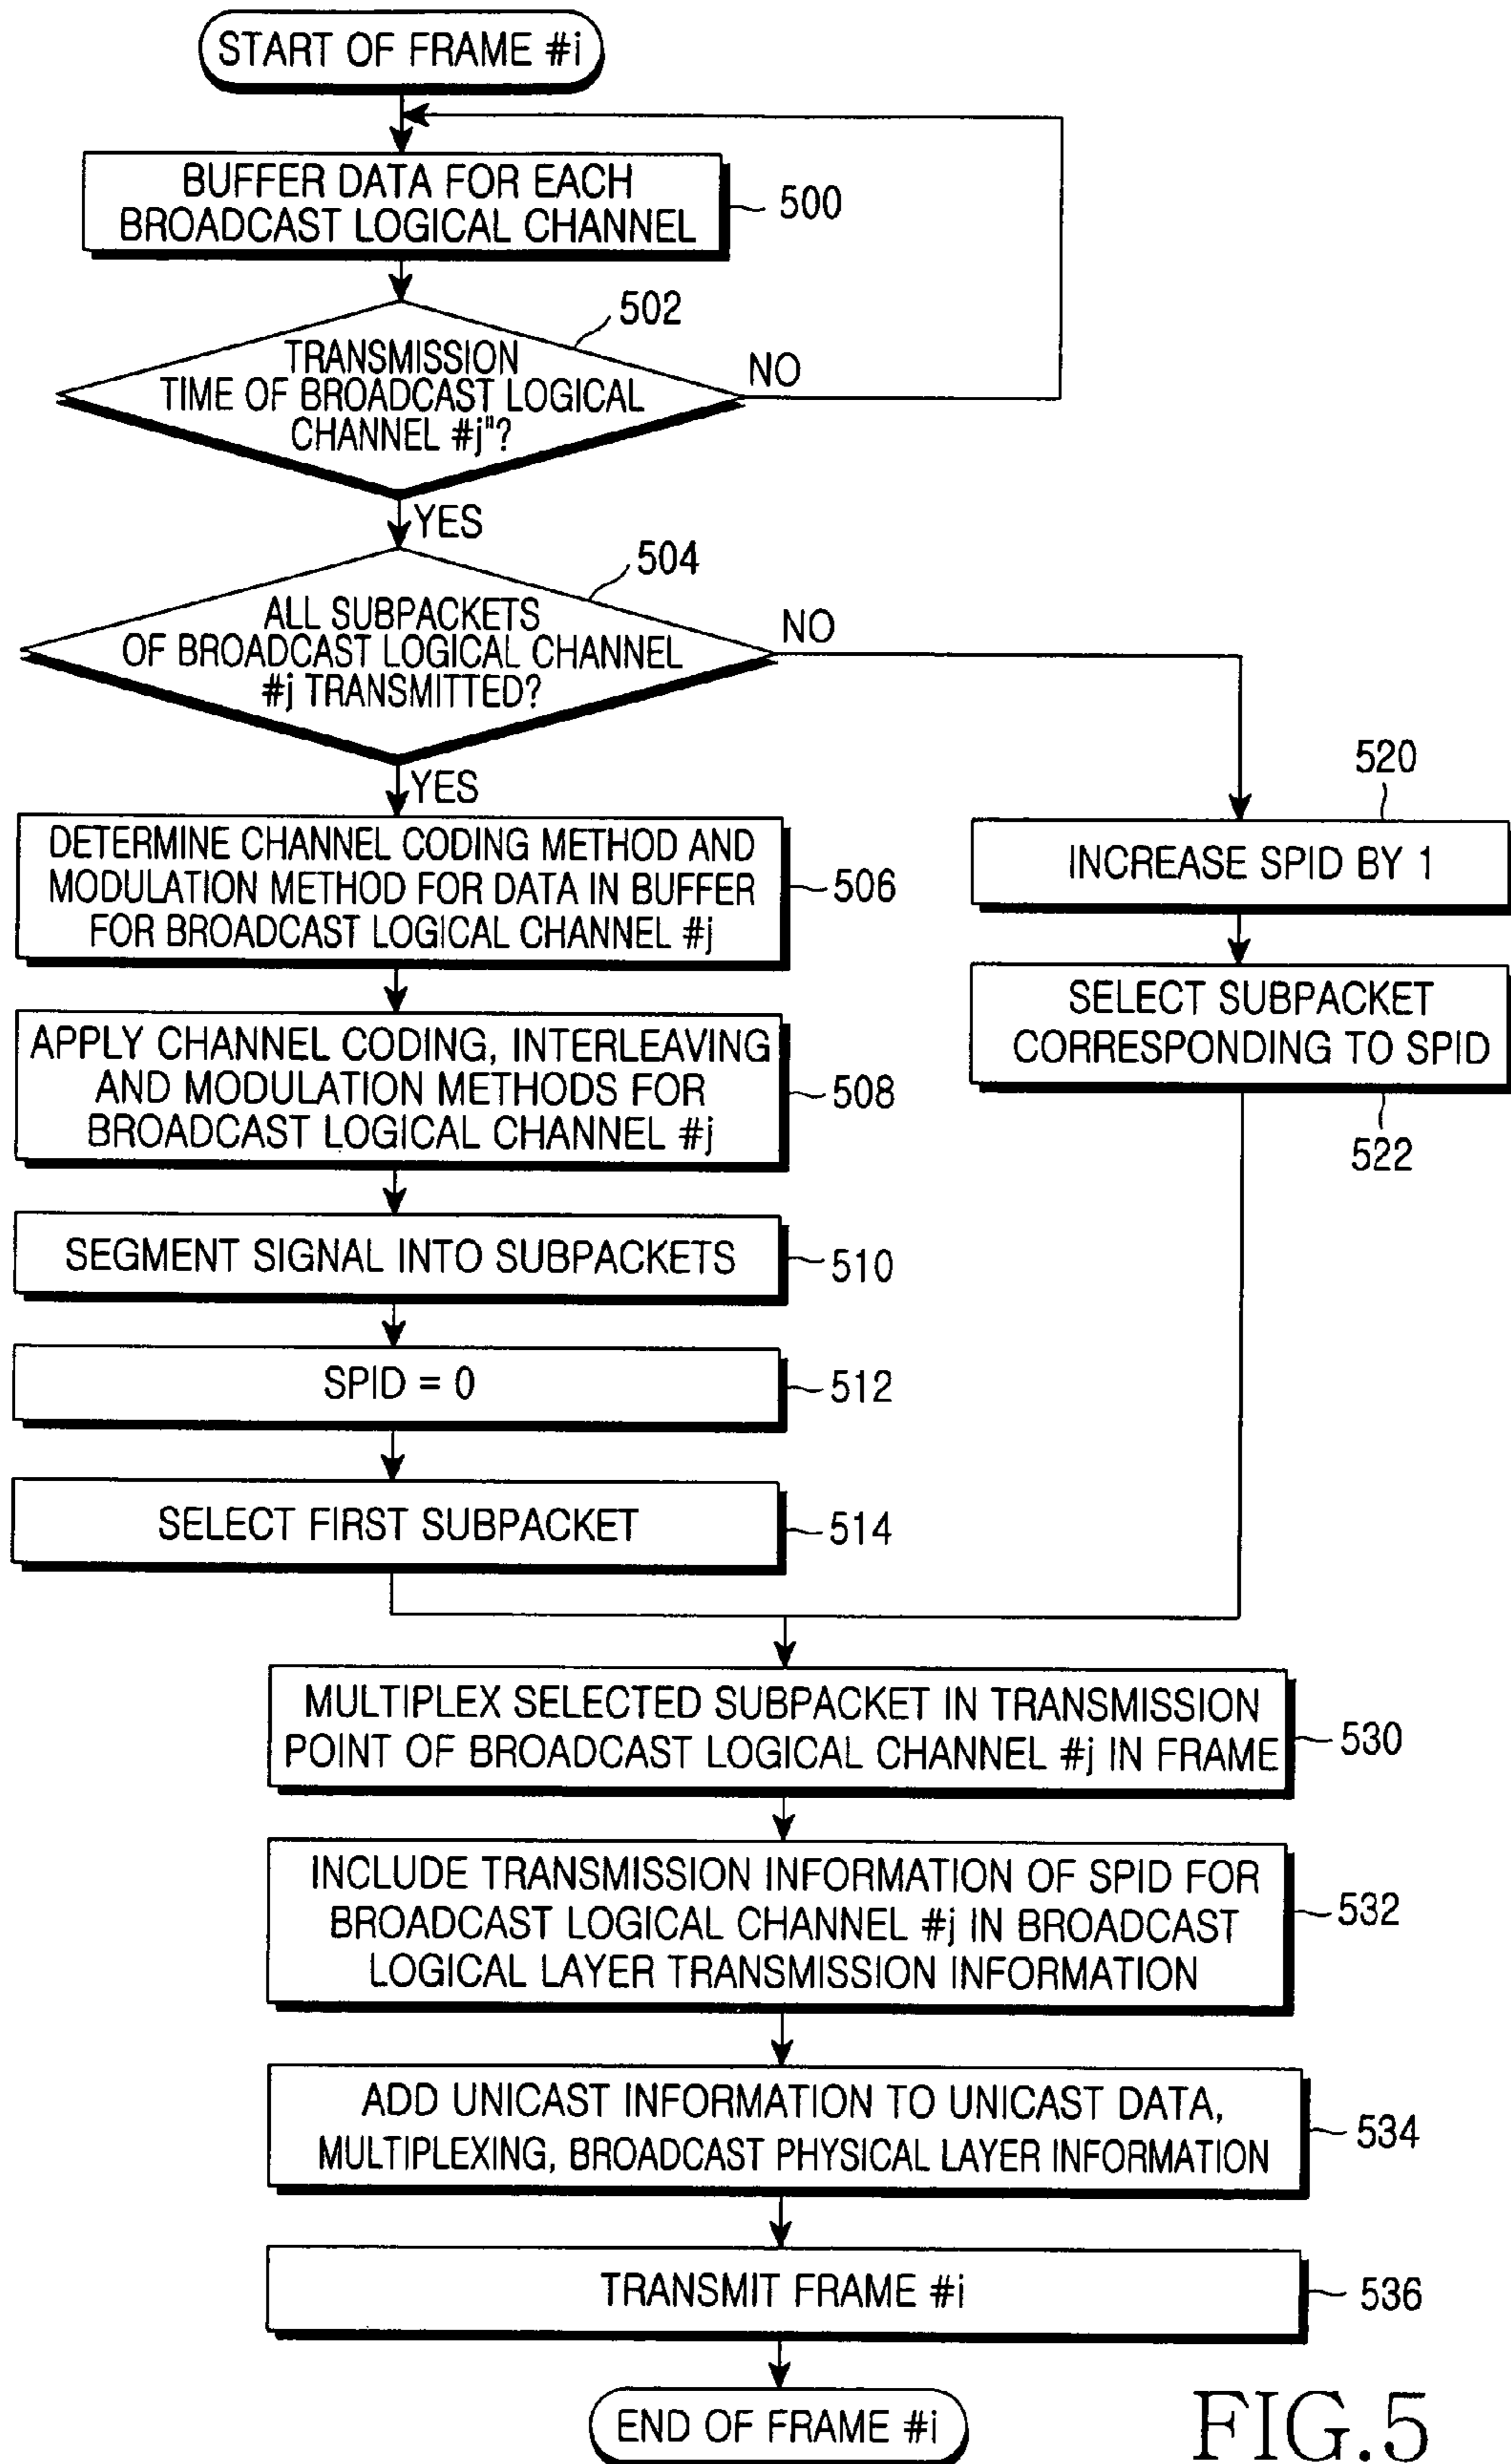 START OF FRAME #i
BUFFER DATA FOR EACH
BROADCAST LOGICAL CHANNEL
500
502
TRANSMISSION
TIME OF BROADCAST LOGICAL
CHANNEL #j"?
NO
YES
504
ALL SUBPACKETS
OF BROADCAST LOGICAL CHANNEL
#j TRANSMITTED?
NO
YES
DETERMINE CHANNEL CODING METHOD AND
MODULATION METHOD FOR DATA IN BUFFER
FOR BROADCAST LOGICAL CHANNEL #j
506
520
INCREASE SPID BY 1
APPLY CHANNEL CODING, INTERLEAVING
AND MODULATION METHODS FOR
BROADCAST LOGICAL CHANNEL #j
508
SELECT SUBPACKET
CORRESPONDING TO SPID
522
SEGMENT SIGNAL INTO SUBPACKETS
510
SPID = 0
512
SELECT FIRST SUBPACKET
514
MULTIPLEX SELECTED SUBPACKET IN TRANSMISSION
POINT OF BROADCAST LOGICAL CHANNEL #j IN FRAME
530
INCLUDE TRANSMISSION INFORMATION OF SPID FOR
BROADCAST LOGICAL CHANNEL #j IN BROADCAST
LOGICAL LAYER TRANSMISSION INFORMATION
532
ADD UNICAST INFORMATION TO UNICAST DATA,
MULTIPLEXING, BROADCAST PHYSICAL LAYER INFORMATION
534
TRANSMIT FRAME #i
536
END OF FRAME #i
FIG.5